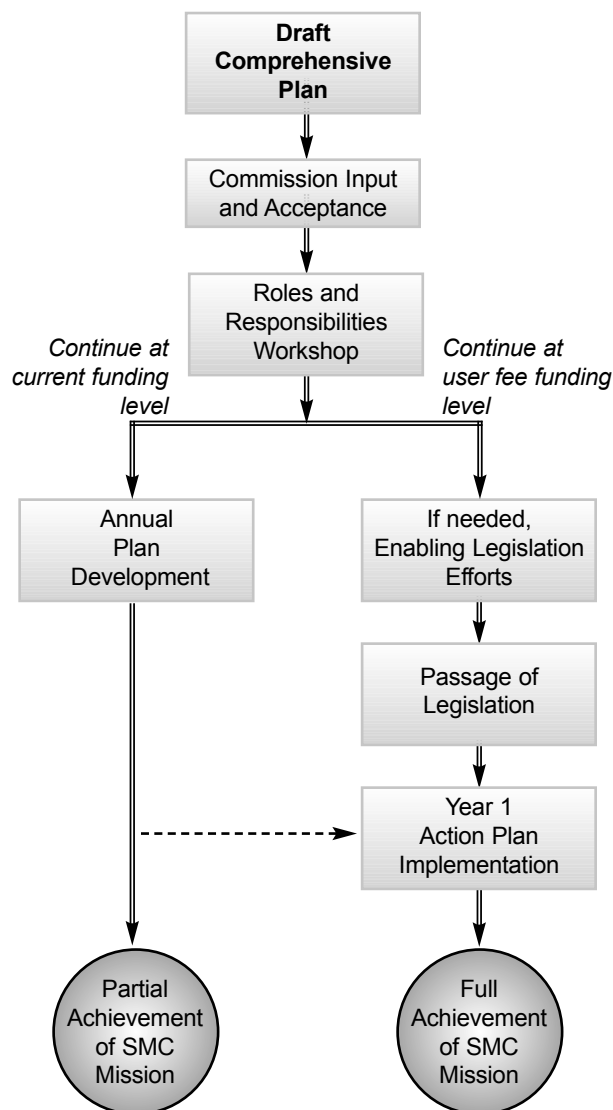 Draft
Comprehensive
Plan
Commission Input
and Acceptance
Roles and
Responsibilities
Workshop
Continue at
current funding
level
Continue at
user fee funding
level
Annual
Plan
Development
If needed,
Enabling Legislation
Efforts
Passage of
Legislation
Year 1
Action Plan
Implementation
Partial
Achievement
of SMC
Mission
Full
Achievement
of SMC
Mission